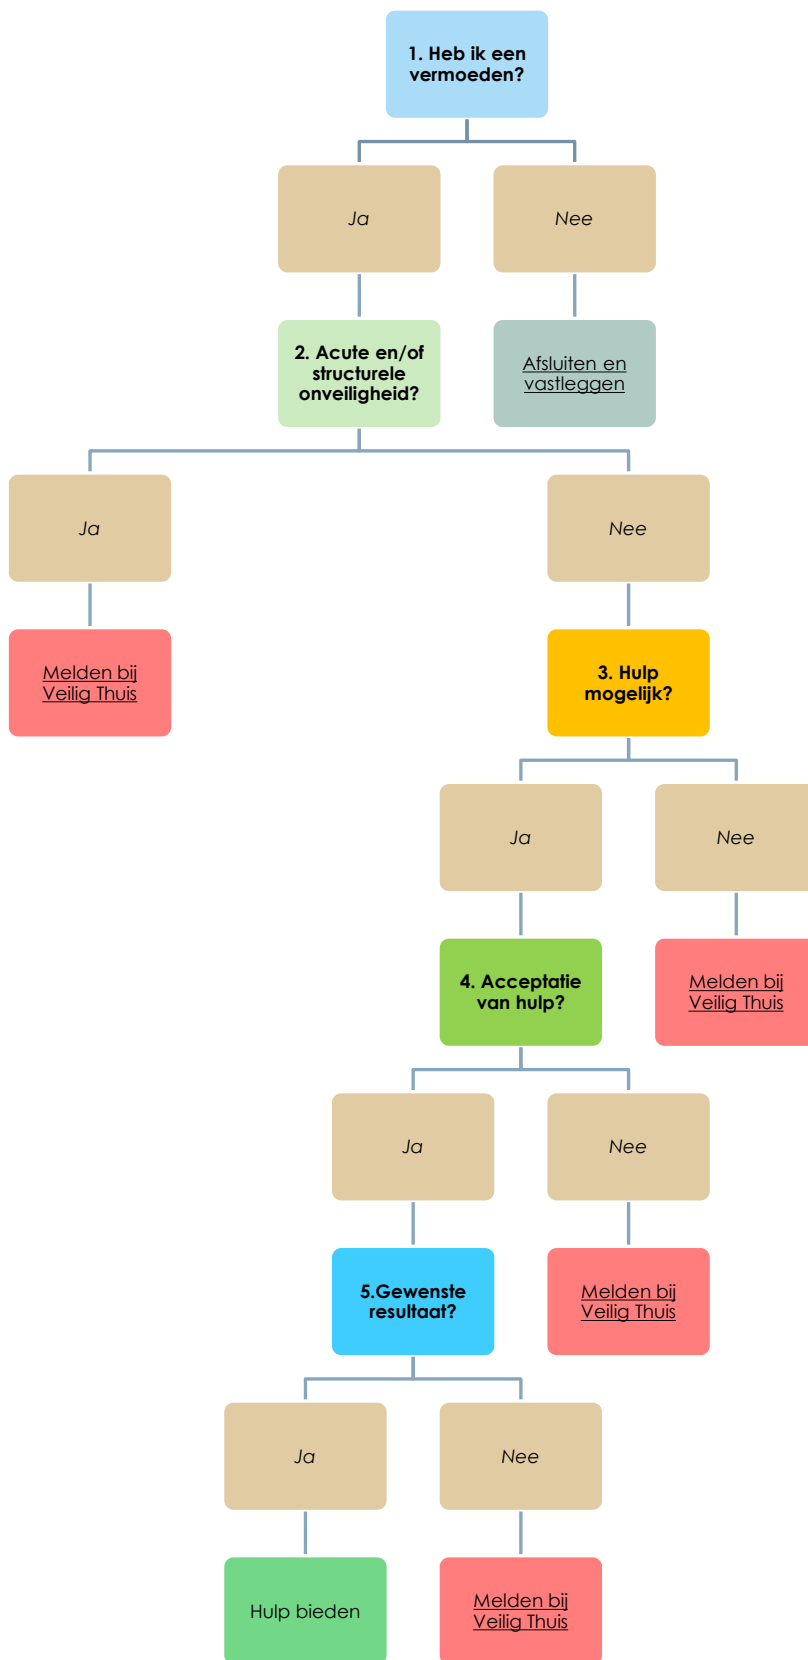 1. Heb ik een
vermoeden?
Ja
Nee
2. Acute en/of
structurele
onveiligheid?
Afsluiten en
vastleggen
Ja
Nee
Melden bij
Veilig Thuis
3. Hulp
mogelijk?
Ja
Nee
4. Acceptatie
van hulp?
Melden bij
Veilig Thuis
Ja
Nee
5.Gewenste
resultaat?
Melden bij
Veilig Thuis
Ja
Nee
Hulp bieden
Melden bij
Veilig Thuis